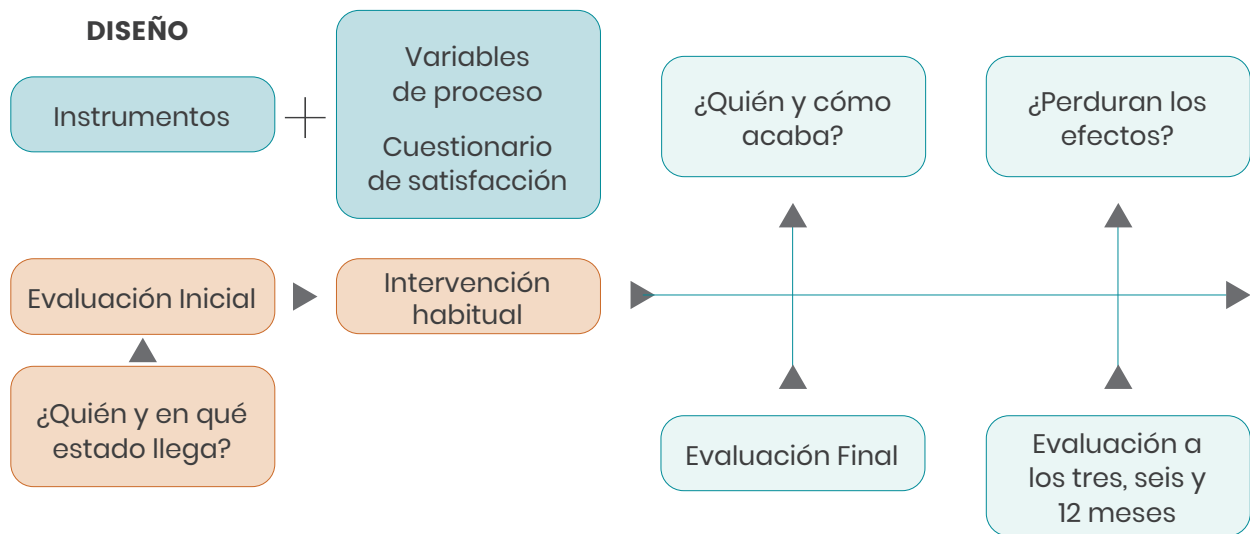 DISEÑO
Instrumentos
Variables
de proceso
Cuestionario
de satisfacción
¿Quién y cómo
acaba?
¿Perduran los
efectos?
Evaluación Inicial
Intervención
habitual
¿Quién y en qué
estado llega?
Evaluación Final
Evaluación a
los tres, seis y
12 meses